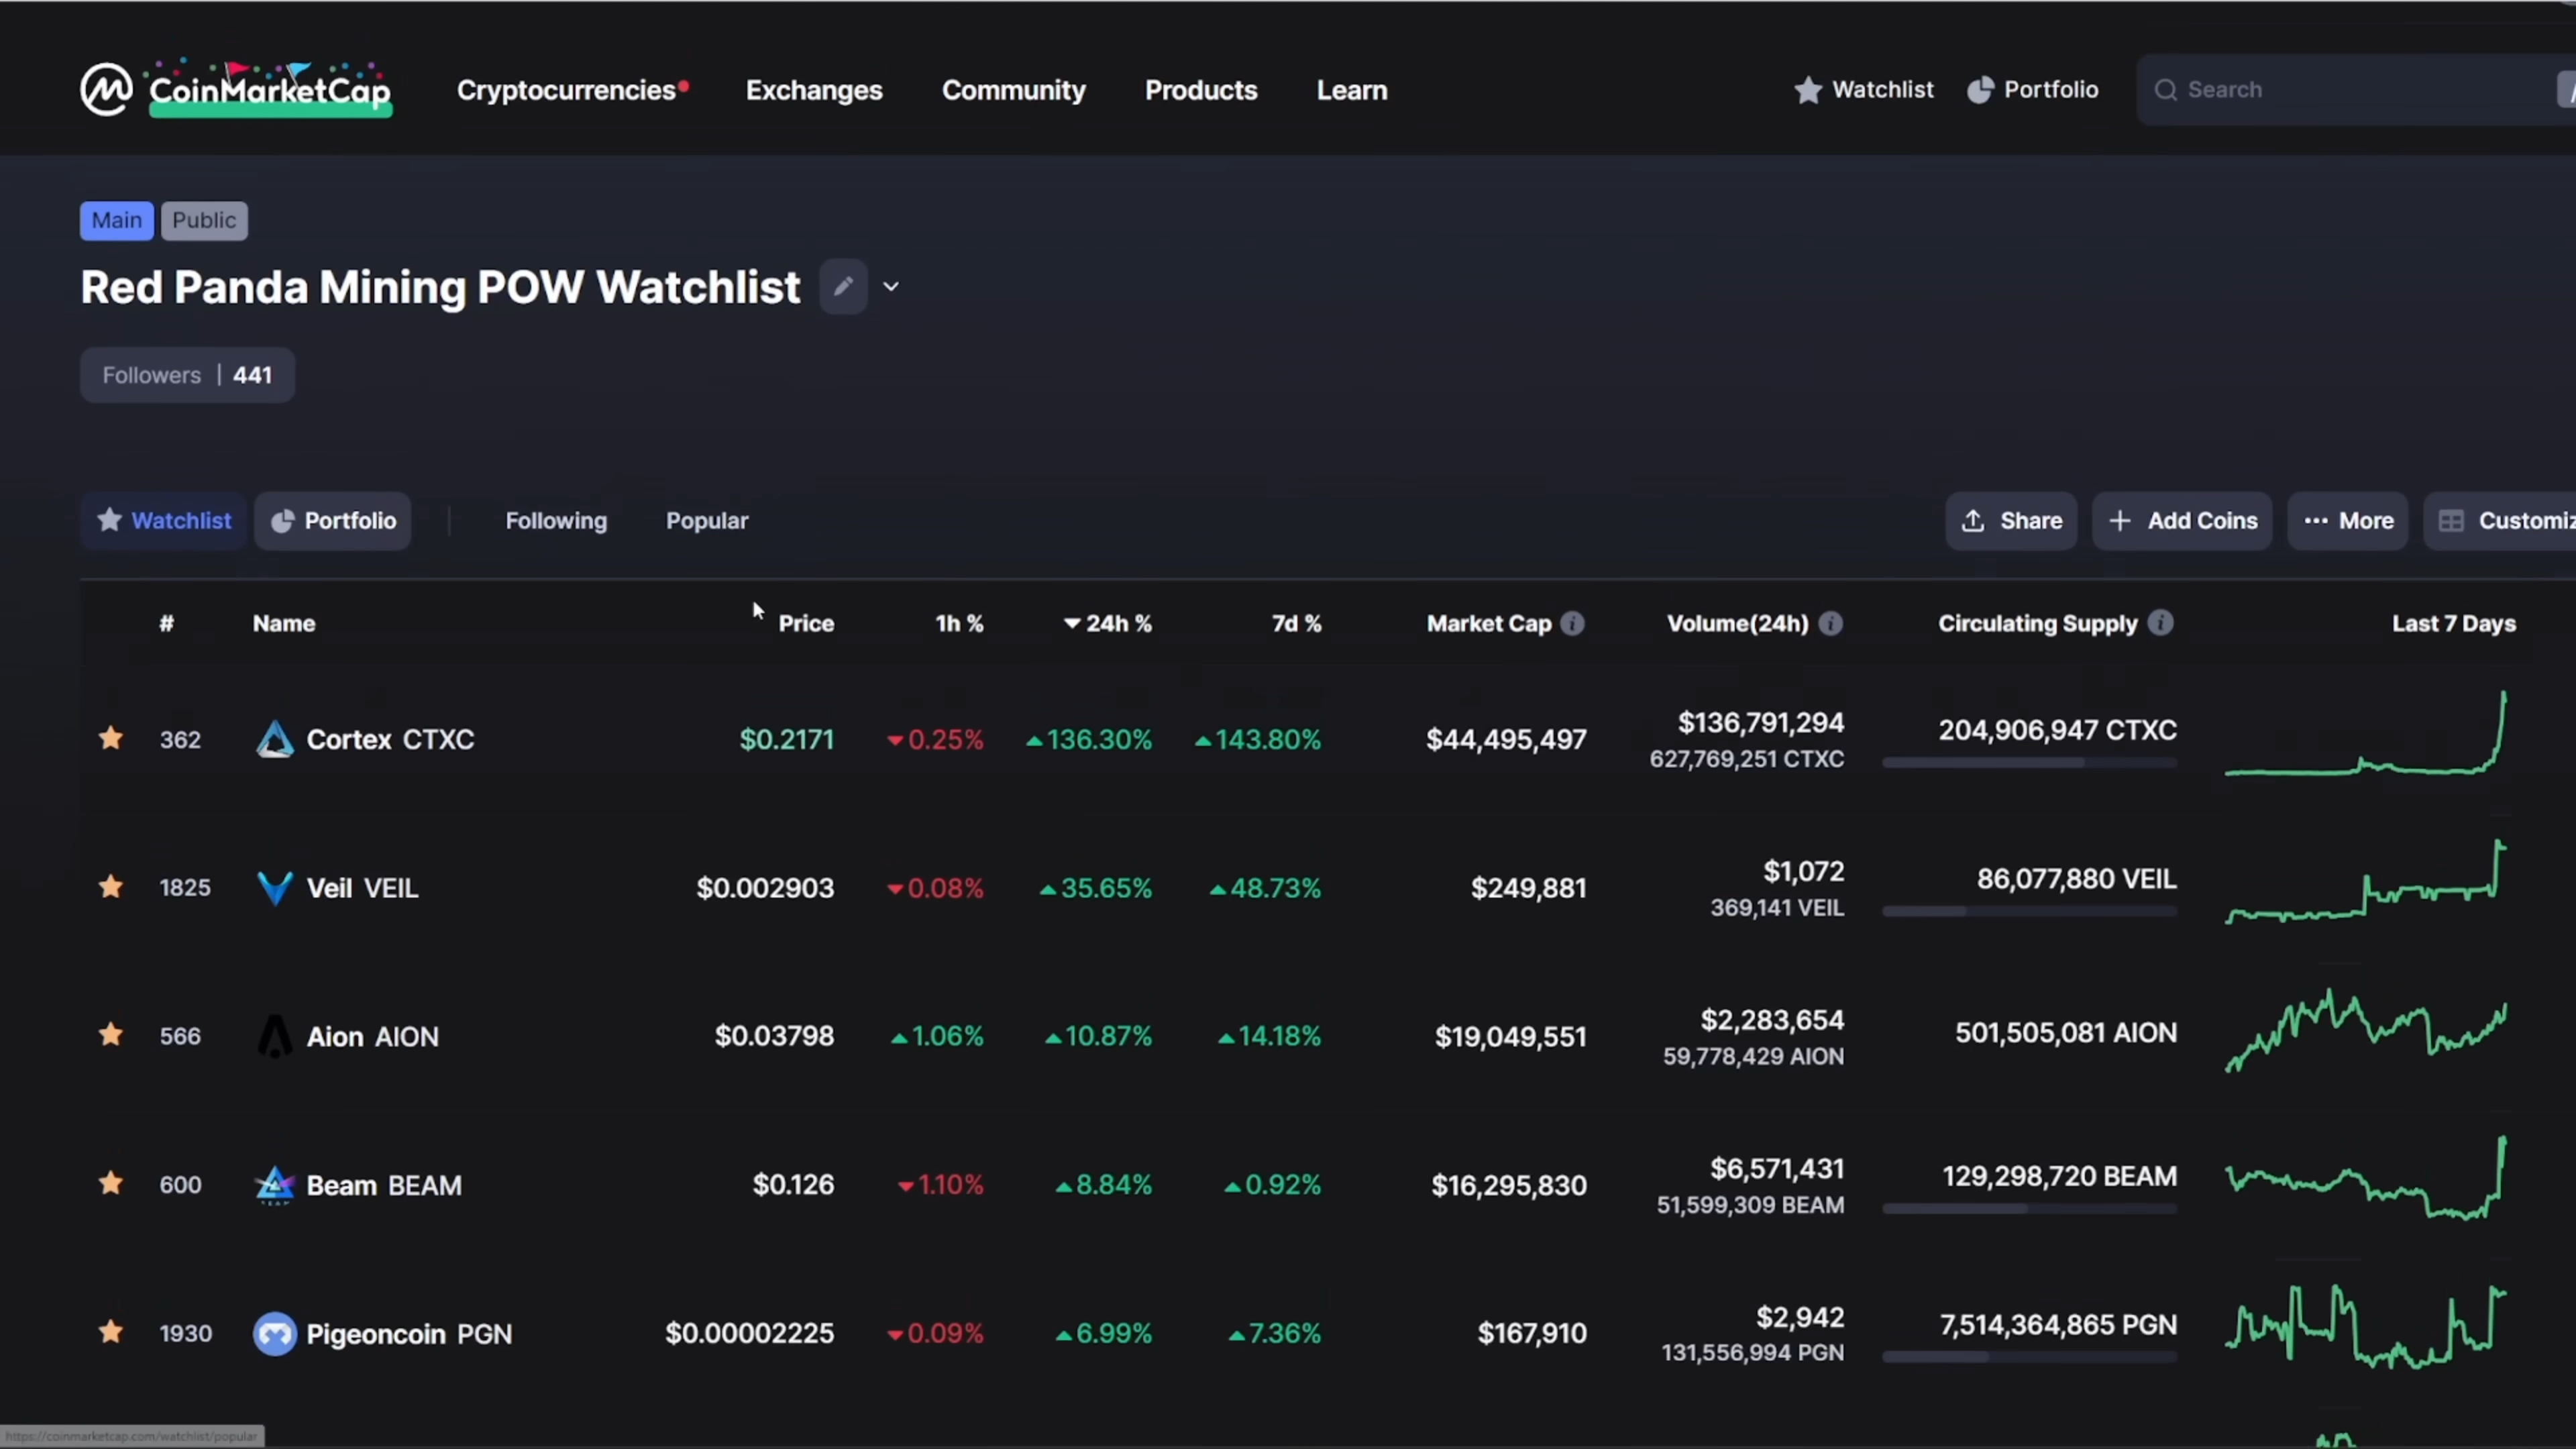 CoinMarketCap Cryptocurrencies Exchanges Community Products Learn Watchlist Portfolio Search /
Main Public
Red Panda Mining POW Watchlist
Followers | 441
Watchlist Portfolio | Following Popular Share + Add Coins ... More Customiz
# Name Price 1h % 24h % 7d % Market Cap Volume(24h) Circulating Supply Last 7 Days
362 Cortex CTXC $0.2171 0.25% 136.30% 143.80% $44,495,497 $136,791,294 204,906,947 CTXC
627,769,251 CTXC
1825 Veil VEIL $0.002903 0.08% 35.65% 48.73% $249,881 $1,072 86,077,880 VEIL
369,141 VEIL
566 Aion AION $0.03798 1.06% 10.87% 14.18% $19,049,551 $2,283,654 501,505,081 AION
59,778,429 AION
600 Beam BEAM $0.126 1.10% 8.84% 0.92% $16,295,830 $6,571,431 129,298,720 BEAM
51,599,309 BEAM
1930 Pigeoncoin PGN $0.00002225 0.09% 6.99% 7.36% $167,910 $2,942 7,514,364,865 PGN
131,556,994 PGN
https://coinmarketcap.com/watchlist/popular